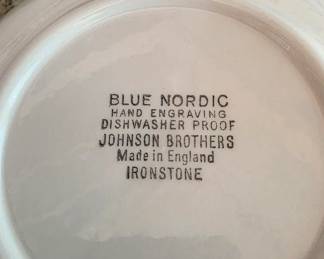 BLUE NORDIC
HAND ENGRAVING
DISHWASHER PROOF
JOHNSON BROTHERS
Made in England
IRONSTONE